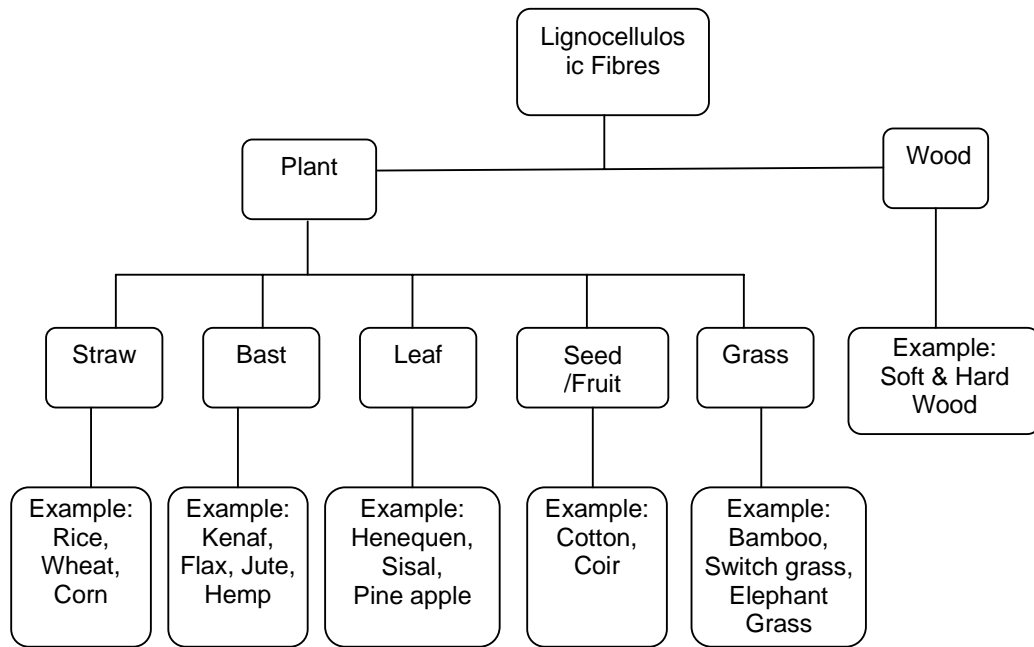 Lignocellulos
ic Fibres
Plant
Wood
Straw
Bast
Leaf
Seed
/Fruit
Grass
Example:
Soft & Hard
Wood
Example:
Rice,
Wheat,
Corn
Example:
Kenaf,
Flax, Jute,
Hemp
Example:
Henequen,
Sisal,
Pine apple
Example:
Cotton,
Coir
Example:
Bamboo,
Switch grass,
Elephant
Grass